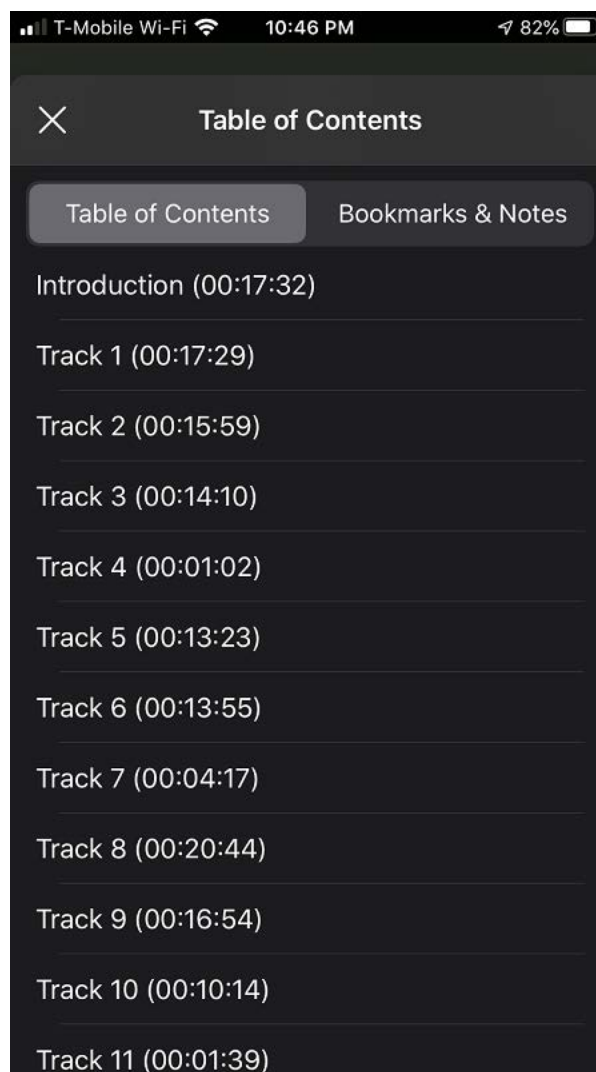 T-Mobile Wi-Fi 10:46 PM 82%
Table of Contents
Table of Contents Bookmarks & Notes
Introduction (00:17:32)
Track 1 (00:17:29)
Track 2 (00:15:59)
Track 3 (00:14:10)
Track 4 (00:01:02)
Track 5 (00:13:23)
Track 6 (00:13:55)
Track 7 (00:04:17)
Track 8 (00:20:44)
Track 9 (00:16:54)
Track 10 (00:10:14)
Track 11 (00:01:39)